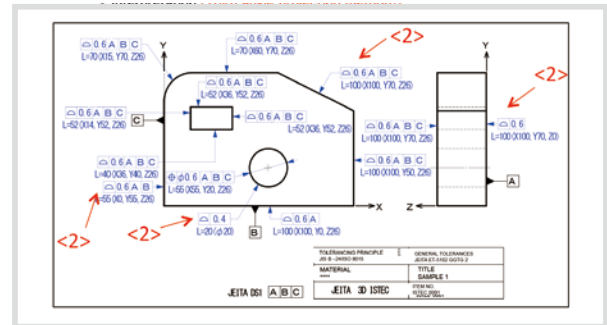 ⌓ 0.6 A B C
L=70 (X15, Y70, Z26)
⌓ 0.6 A B C
L=70 (X60, Y70, Z26)
⌓ 0.6 A B C
L=100 (X100, Y70, Z26)
<2>
<2>
Y
Y
⌓ 0.6 A B C
L=52 (X36, Y52, Z26)
⌓ 0.6 A B C
L=52 (X14, Y52, Z26)
C
⌓ 0.6 A B C
L=52 (X36, Y52, Z26)
⌓ 0.6 A B C
L=100 (X100, Y70, Z26)
⌓ 0.6
L=100 (X100, Y70, Z0)
⌓ 0.6 A B C
L=40 (X36, Y40, Z26)
⌖ ϕ0.6 A B C
L=55 (X55, Y20, Z26)
⌓ 0.6 A B C
L=100 (X100, Y50, Z26)
⌓ 0.6 A B
L=55 (X0, Y55, Z26)
A
X
Z
<2>
<2>
⌓ 0.4
L=20 (ϕ 20)
B
⌓ 0.6 A
L=100 (X100, Y0, Z26)
TOLERANCING PRINCIPLE
GENERAL TOLERANCES
MATERIAL
TITLE
SAMPLE 1
JEITA DS1 A B C
JEITA 3D ISTEC
ITEM NO.